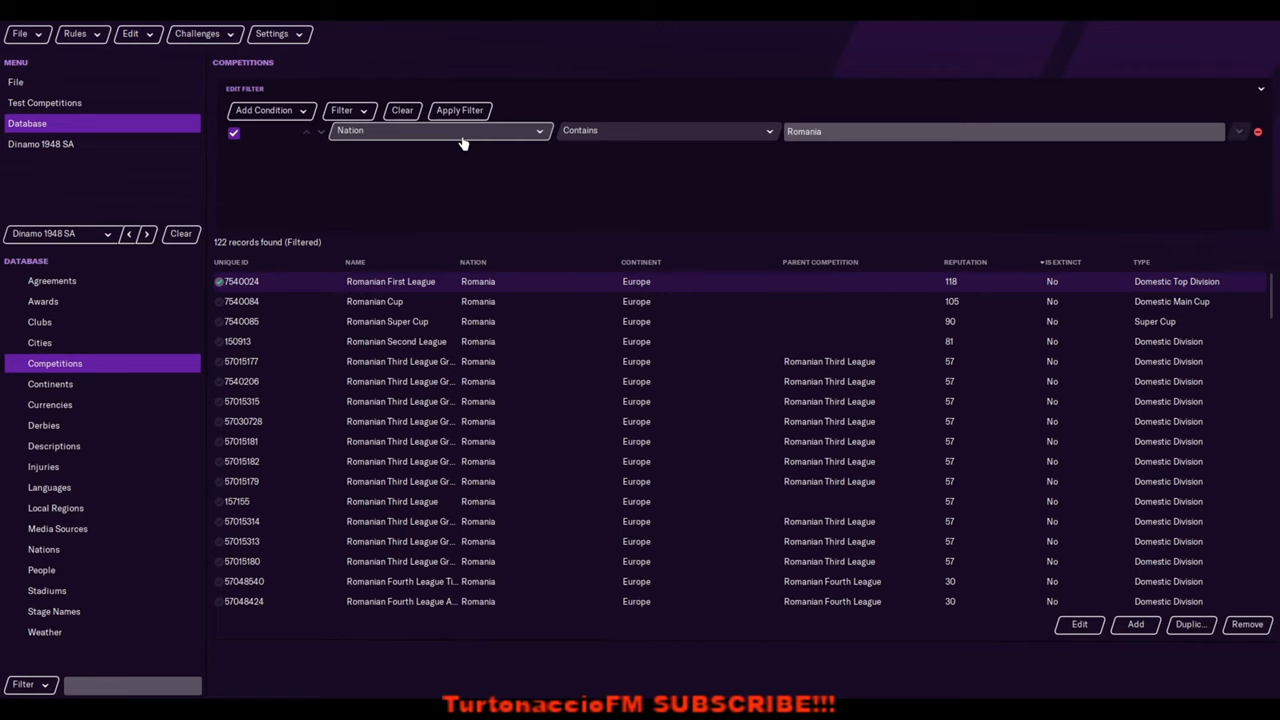 File Rules Edit Challenges Settings
MENU
File
Test Competitions
Database
Dinamo 1948 SA
Dinamo 1948 SA < > Clear
DATABASE
Agreements
Awards
Clubs
Cities
Competitions
Continents
Currencies
Derbies
Descriptions
Injuries
Languages
Local Regions
Media Sources
Nations
People
Stadiums
Stage Names
Weather
Filter
COMPETITIONS
EDIT FILTER
Add Condition Filter Clear Apply Filter
Nation Contains Romania
122 records found (Filtered)
UNIQUE ID NAME NATION CONTINENT PARENT COMPETITION REPUTATION IS EXTINCT TYPE
7540024 Romanian First League Romania Europe 118 No Domestic Top Division
7540084 Romanian Cup Romania Europe 105 No Domestic Main Cup
7540085 Romanian Super Cup Romania Europe 90 No Super Cup
150913 Romanian Second League Romania Europe 81 No Domestic Division
57015177 Romanian Third League Gr... Romania Europe Romanian Third League 57 No Domestic Division
7540206 Romanian Third League Gr... Romania Europe Romanian Third League 57 No Domestic Division
57015315 Romanian Third League Gr... Romania Europe Romanian Third League 57 No Domestic Division
57030728 Romanian Third League Gr... Romania Europe Romanian Third League 57 No Domestic Division
57015181 Romanian Third League Gr... Romania Europe Romanian Third League 57 No Domestic Division
57015182 Romanian Third League Gr... Romania Europe Romanian Third League 57 No Domestic Division
57015179 Romanian Third League Gr... Romania Europe Romanian Third League 57 No Domestic Division
157155 Romanian Third League Romania Europe 57 No Domestic Division
57015314 Romanian Third League Gr... Romania Europe Romanian Third League 57 No Domestic Division
57015313 Romanian Third League Gr... Romania Europe Romanian Third League 57 No Domestic Division
57015180 Romanian Third League Gr... Romania Europe Romanian Third League 57 No Domestic Division
57048540 Romanian Fourth League Ti... Romania Europe Romanian Fourth League 30 No Domestic Division
57048424 Romanian Fourth League A... Romania Europe Romanian Fourth League 30 No Domestic Division
Edit Add Duplic... Remove
TurtonaccioFM SUBSCRIBE!!!